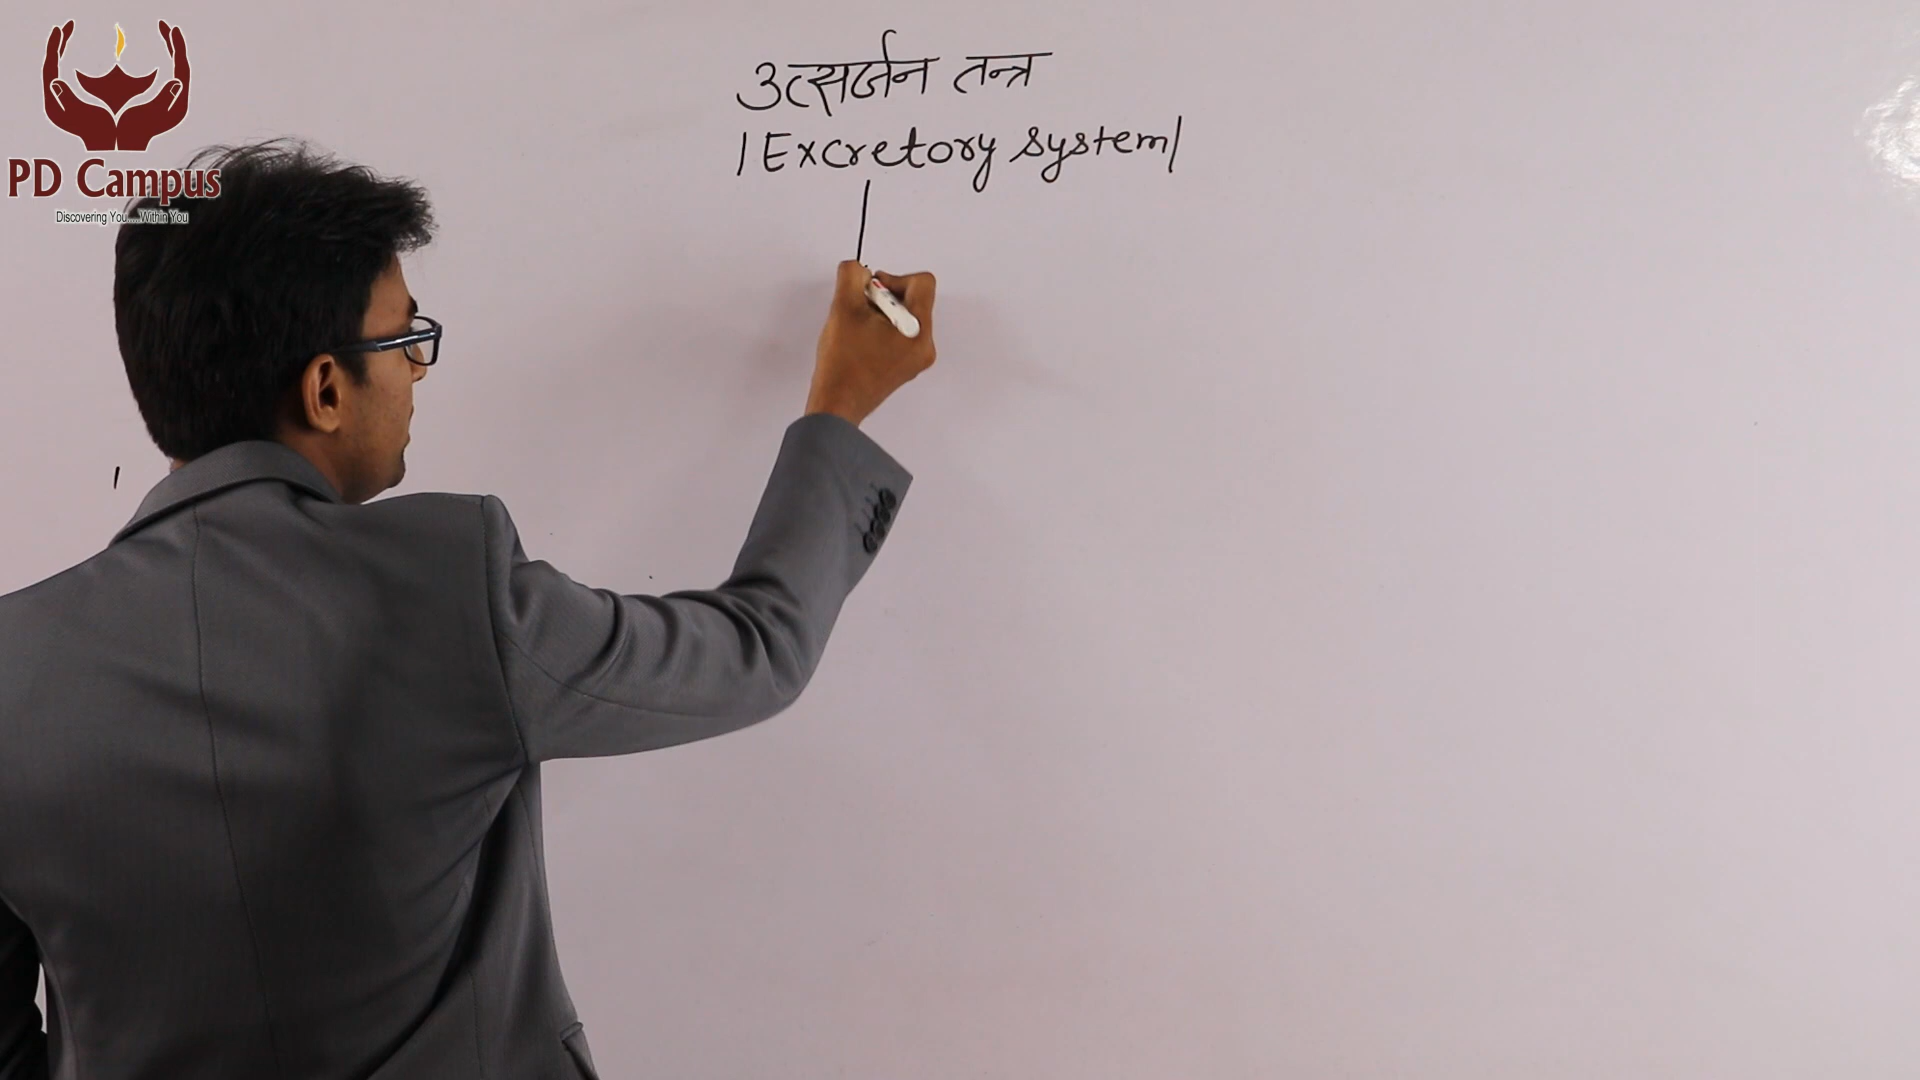 PD Campus
Discovering You.....Within You
उत्सर्जन तन्त्र
/Excretory system/